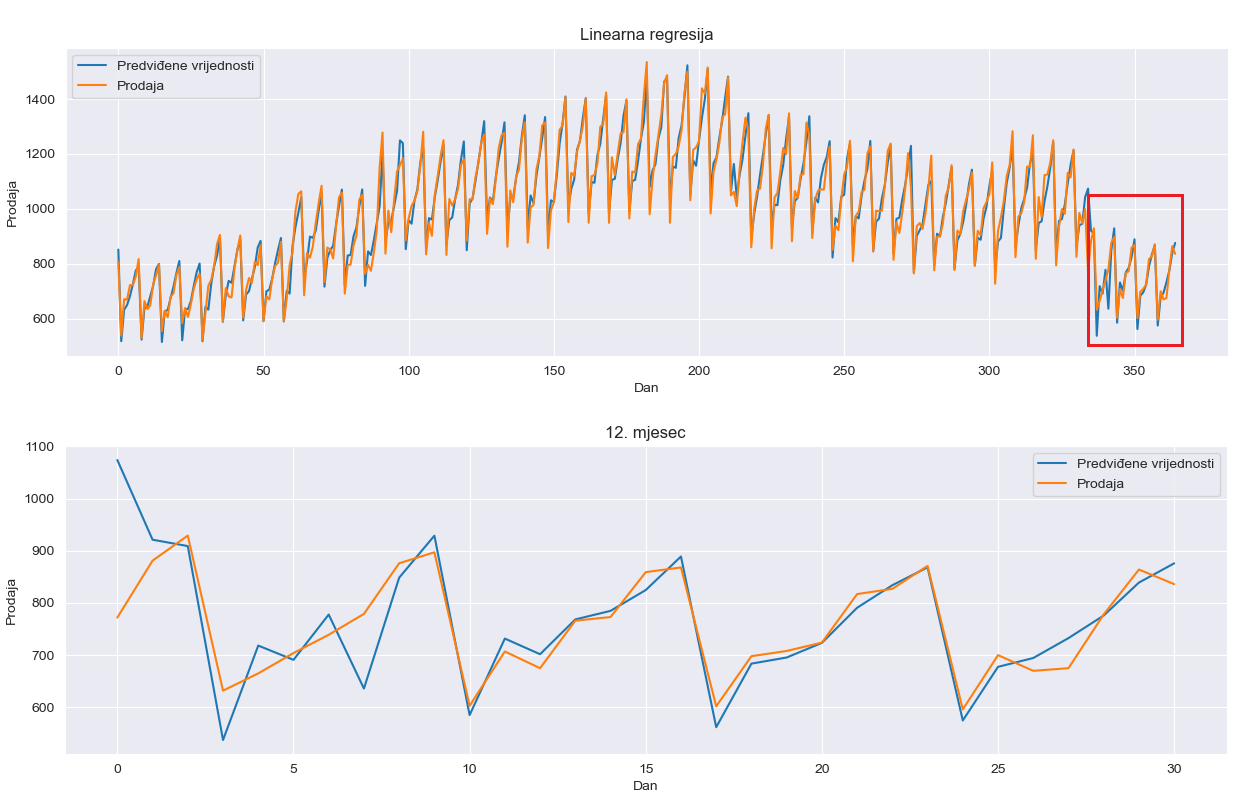 Linearna regresija
Predviđene vrijednosti
Prodaja
Prodaja
1400
1200
1000
800
600
0 50 100 150 200 250 300 350
Dan
12. mjesec
Predviđene vrijednosti
Prodaja
Prodaja
1100
1000
900
800
700
600
0 5 10 15 20 25 30
Dan